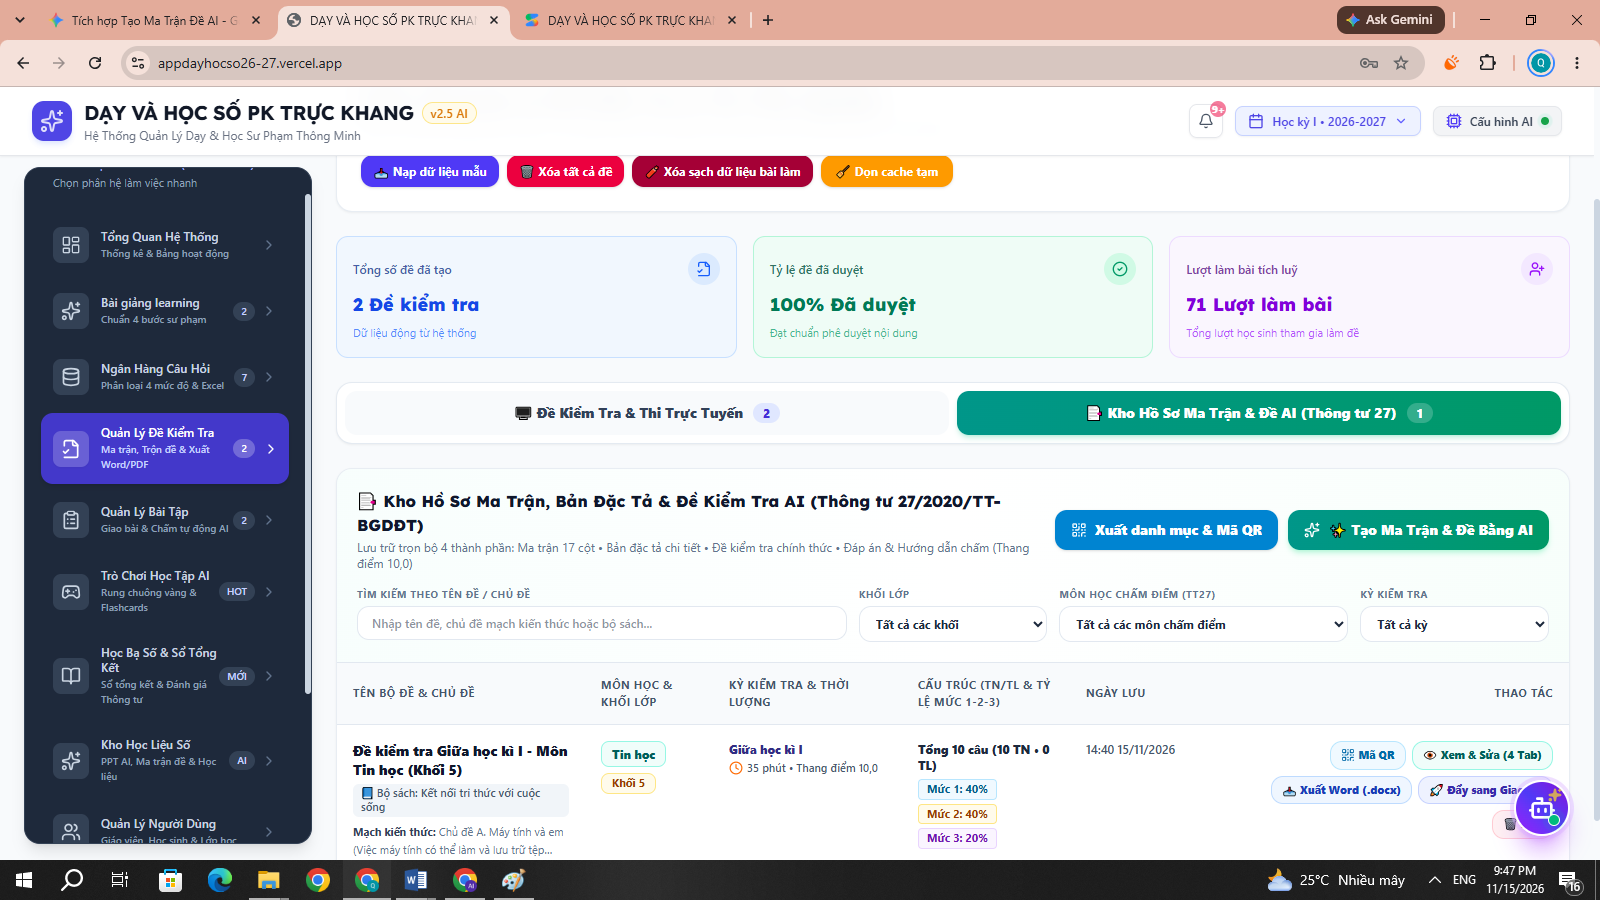 Tích hợp Tạo Ma Trận Đề AI - G
DẠY VÀ HỌC SỐ PK TRỰC KHA
DẠY VÀ HỌC SỐ PK TRỰC KHA
Ask Gemini
appdayhocso26-27.vercel.app
Q
DẠY VÀ HỌC SỐ PK TRỰC KHANG
v2.5 AI
Hệ Thống Quản Lý Dạy & Học Sư Phạm Thông Minh
9+
Học kỳ I • 2026-2027
Cấu hình AI
Chọn phân hệ làm việc nhanh
Tổng Quan Hệ Thống
Thống kê & Bảng hoạt động
Bài giảng learning
Chuẩn 4 bước sư phạm
2
Ngân Hàng Câu Hỏi
Phân loại 4 mức độ & Excel
7
Quản Lý Đề Kiểm Tra
Ma trận, Trộn đề & Xuất
Word/PDF
2
Quản Lý Bài Tập
Giao bài & Chấm tự động AI
2
Trò Chơi Học Tập AI
Rung chuông vàng &
Flashcards
HOT
Học Bạ Số & Sổ Tổng
Kết
Sổ tổng kết & Đánh giá
Thông tư
MỚI
Kho Học Liệu Số
PPT AI, Ma trận đề & Học
liệu
AI
Quản Lý Người Dùng
Giáo viên, Học sinh & Lớp học
Nạp dữ liệu mẫu
Xóa tất cả đề
Xóa sạch dữ liệu bài làm
Dọn cache tạm
Tổng số đề đã tạo
2 Đề kiểm tra
Dữ liệu động từ hệ thống
Tỷ lệ đề đã duyệt
100% Đã duyệt
Đạt chuẩn phê duyệt nội dung
Lượt làm bài tích luỹ
71 Lượt làm bài
Tổng lượt học sinh tham gia làm đề
Đề Kiểm Tra & Thi Trực Tuyến 2
Kho Hồ Sơ Ma Trận & Đề AI (Thông tư 27) 1
Kho Hồ Sơ Ma Trận, Bản Đặc Tả & Đề Kiểm Tra AI (Thông tư 27/2020/TT-
BGDĐT)
Lưu trữ trọn bộ 4 thành phần: Ma trận 17 cột • Bản đặc tả chi tiết • Đề kiểm tra chính thức • Đáp án & Hướng dẫn chấm (Thang
điểm 10,0)
Xuất danh mục & Mã QR
Tạo Ma Trận & Đề Bằng AI
TÌM KIẾM THEO TÊN ĐỀ / CHỦ ĐỀ
Nhập tên đề, chủ đề mạch kiến thức hoặc bộ sách...
KHỐI LỚP
Tất cả các khối
MÔN HỌC CHẤM ĐIỂM (TT27)
Tất cả các môn chấm điểm
KỲ KIỂM TRA
Tất cả kỳ
TÊN BỘ ĐỀ & CHỦ ĐỀ
MÔN HỌC &
KHỐI LỚP
KỲ KIỂM TRA & THỜI
LƯỢNG
CẤU TRÚC (TN/TL & TỶ
LỆ MỨC 1-2-3)
NGÀY LƯU
THAO TÁC
Đề kiểm tra Giữa học kì I - Môn
Tin học (Khối 5)
Bộ sách: Kết nối tri thức với cuộc
sống
Mạch kiến thức: Chủ đề A. Máy tính và em
(Việc máy tính có thể làm và lưu trữ tệp...
Tin học
Khối 5
Giữa học kì I
35 phút • Thang điểm 10,0
Tổng 10 câu (10 TN • 0
TL)
Mức 1: 40%
Mức 2: 40%
Mức 3: 20%
14:40 15/11/2026
Mã QR
Xem & Sửa (4 Tab)
Xuất Word (.docx)
Đẩy sang Giao
25°C Nhiều mây
ENG
9:47 PM
11/15/2026
16